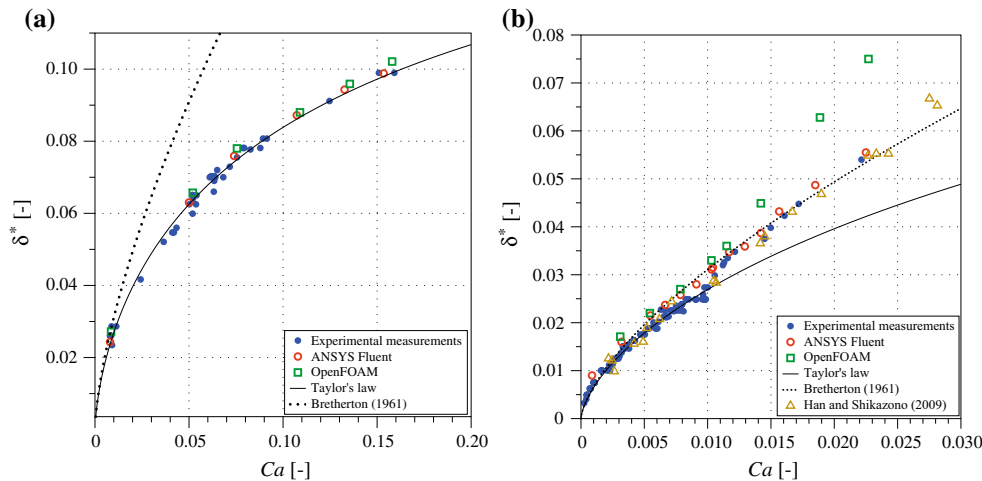 (a)
δ* [-]
0.10
0.08
0.06
0.04
0.02
0
0.05
0.10
0.15
0.20
Ca [-]
Experimental measurements
ANSYS Fluent
OpenFOAM
Taylor's law
Bretherton (1961)
(b)
δ* [-]
0.08
0.07
0.06
0.05
0.04
0.03
0.02
0.01
0
0
0.005
0.010
0.015
0.020
0.025
0.030
Ca [-]
Experimental measurements
ANSYS Fluent
OpenFOAM
Taylor's law
Bretherton (1961)
Han and Shikazono (2009)